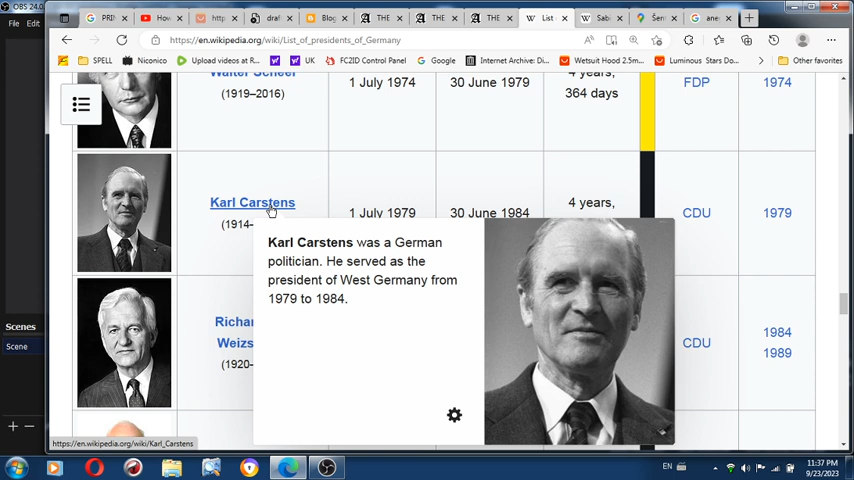 OBS 24.0
File Edi
PRI
How
http
draf
Blog
THE
THE
THE
List
Sabi
Šenu
anec
https://en.wikipedia.org/wiki/List_of_presidents_of_Germany
SPELL
Niconico
Upload videos at R...
UK
FC2ID Control Panel
Google
Internet Archive: Di...
Wetsuit Hood 2.5m...
Luminous Stars Do...
Other favorites
Walter Scheel
(1919–2016)
1 July 1974
30 June 1979
4 years,
364 days
FDP
1974
Karl Carstens
(1914–
1 July 1979
30 June 1984
4 years,
CDU
1979
Karl Carstens was a German
politician. He served as the
president of West Germany from
1979 to 1984.
Richar
Weizs
(1920–
CDU
1984
1989
Scenes
Scene
https://en.wikipedia.org/wiki/Karl_Carstens
EN
11:37 PM
9/23/2023